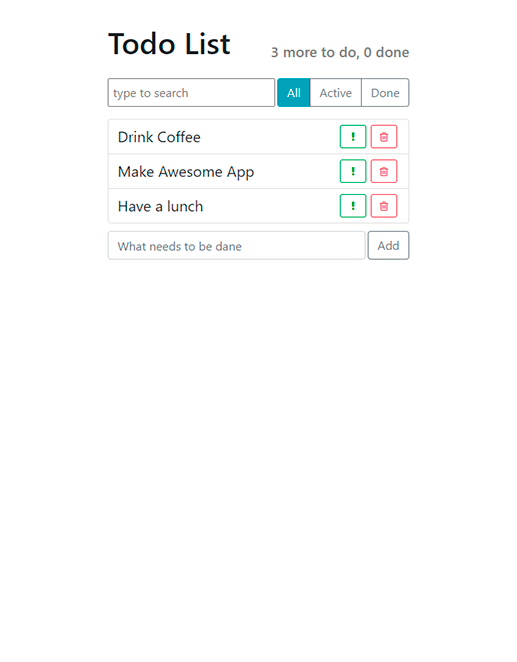 Todo List
3 more to do, 0 done
type to search
All Active Done
Drink Coffee
Make Awesome App
Have a lunch
What needs to be dane
Add